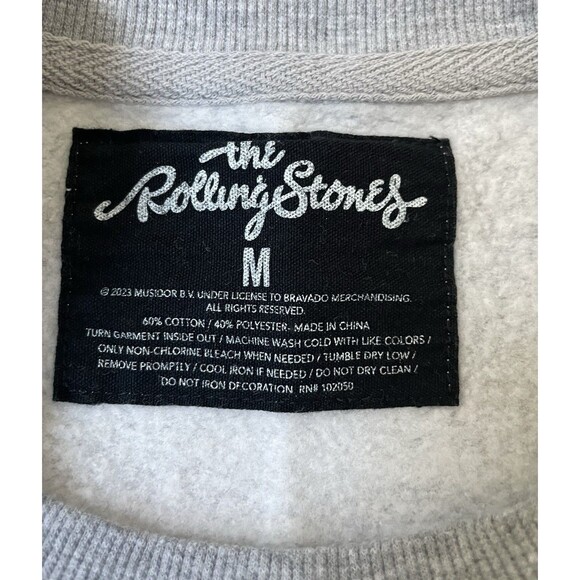 the
Rolling Stones
M
© 2023 MUSIDOR B.V. UNDER LICENSE TO BRAVADO MERCHANDISING.
ALL RIGHTS RESERVED.
60% COTTON / 40% POLYESTER- MADE IN CHINA
TURN GARMENT INSIDE OUT / MACHINE WASH COLD WITH LIKE COLORS /
ONLY NON-CHLORINE BLEACH WHEN NEEDED / TUMBLE DRY LOW /
REMOVE PROMPTLY / COOL IRON IF NEEDED / DO NOT DRY CLEAN /
DO NOT IRON DECORATION RN# 102050